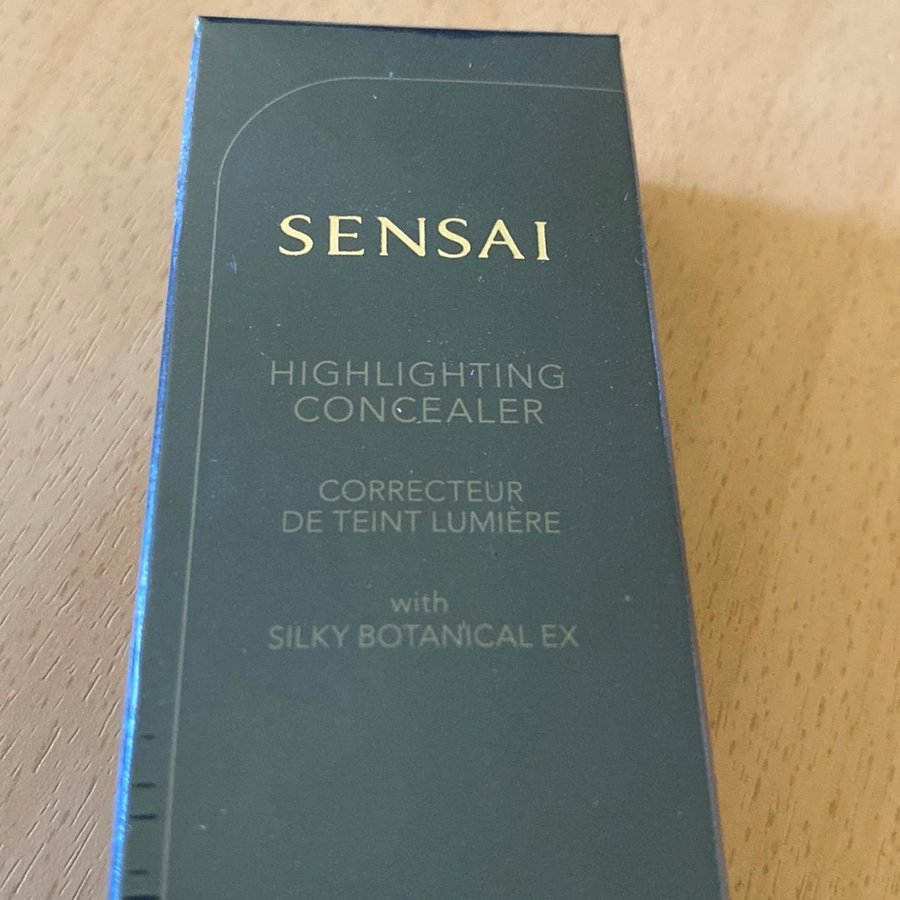 SENSAI
HIGHLIGHTING
CONCEALER
CORRECTEUR
DE TEINT LUMIÈRE
with
SILKY BOTANICAL EX